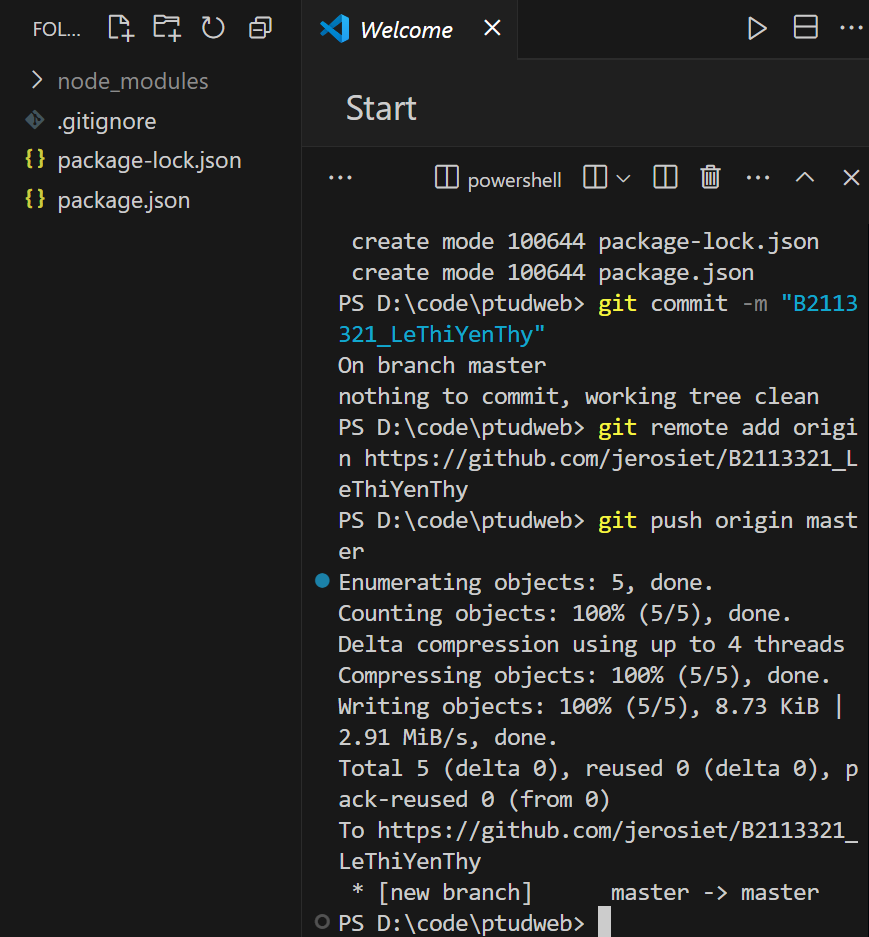 FOL...
node_modules
.gitignore
package-lock.json
package.json
Welcome
Start
powershell
create mode 100644 package-lock.json
create mode 100644 package.json
PS D:\code\ptudweb> git commit -m "B2113
321_LeThiYenThy"
On branch master
nothing to commit, working tree clean
PS D:\code\ptudweb> git remote add origi
n https://github.com/jerosiet/B2113321_L
eThiYenThy
PS D:\code\ptudweb> git push origin mast
er
Enumerating objects: 5, done.
Counting objects: 100% (5/5), done.
Delta compression using up to 4 threads
Compressing objects: 100% (5/5), done.
Writing objects: 100% (5/5), 8.73 KiB |
2.91 MiB/s, done.
Total 5 (delta 0), reused 0 (delta 0), p
ack-reused 0 (from 0)
To https://github.com/jerosiet/B2113321_
LeThiYenThy
* [new branch]      master -> master
PS D:\code\ptudweb>